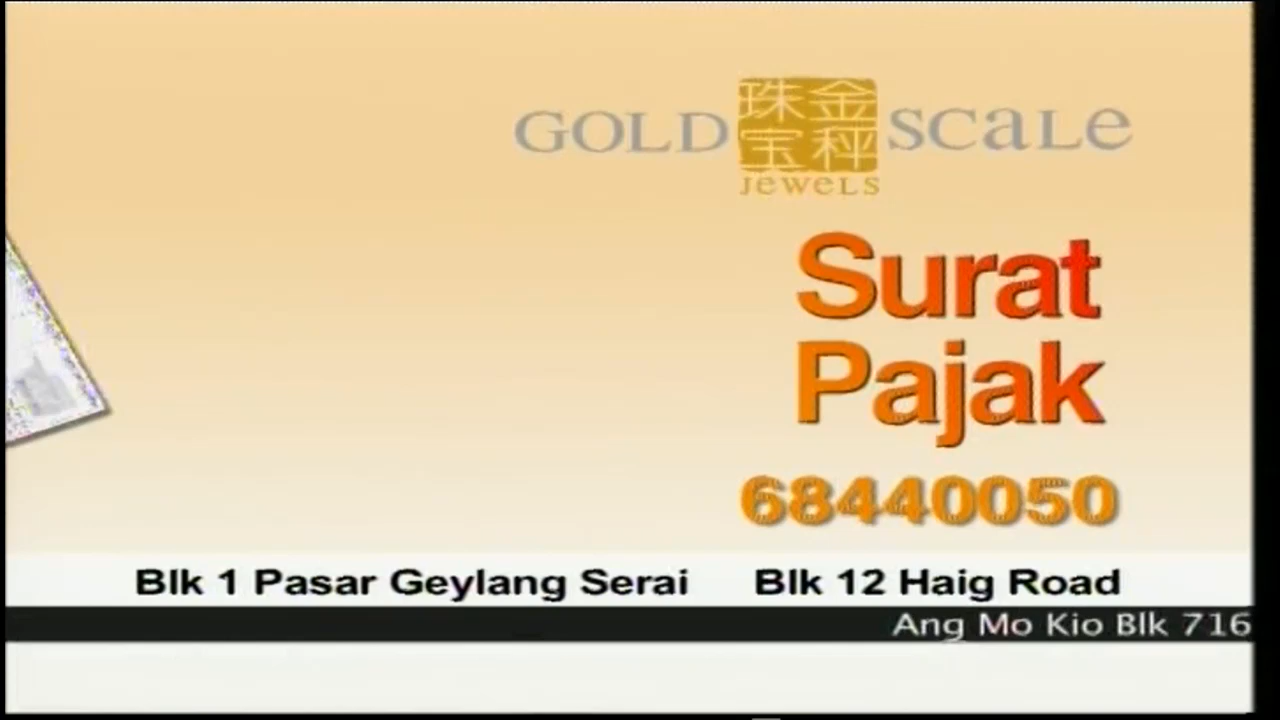 GOLD 珠金 SCALE
宝秤
JEWELS
Surat
Pajak
68440050
Blk 1 Pasar Geylang Serai Blk 12 Haig Road
Ang Mo Kio Blk 716